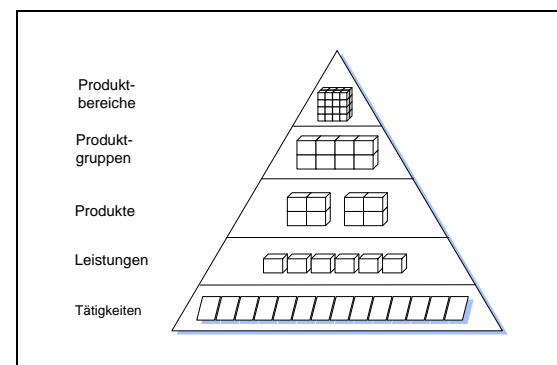 Produkt-
bereiche
Produkt-
gruppen
Produkte
Leistungen
Tätigkeiten